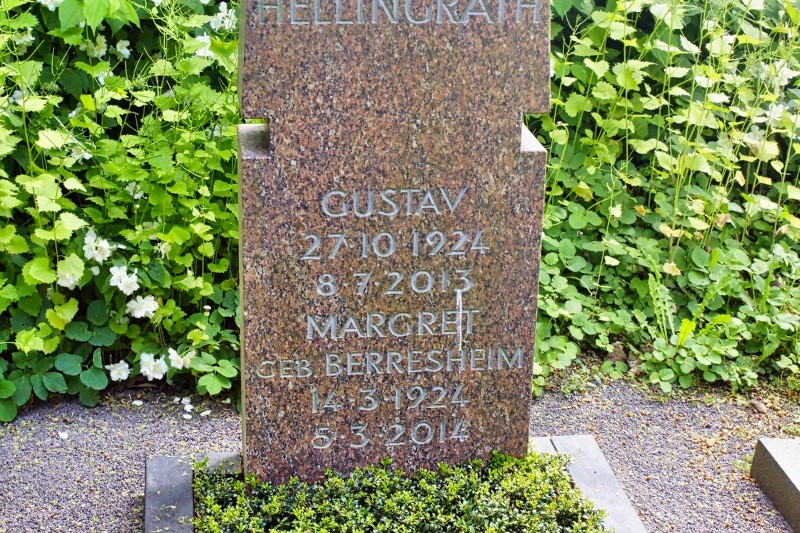 HELLINGRATH
GUSTAV
27·10·1924
8·7·2013
MARGRET
GEB BERRESHEIM
14·3·1924
5·3·2014